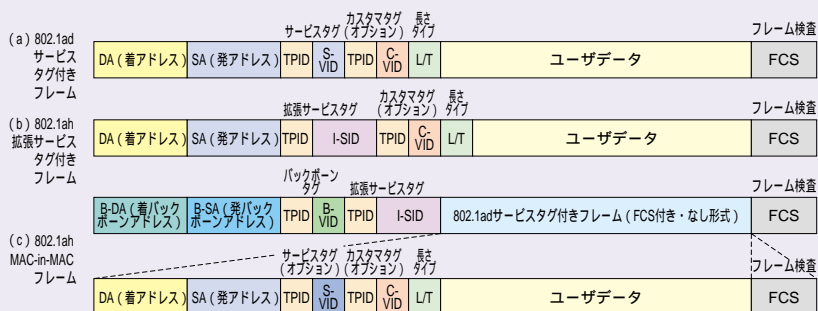 カスタマタグ 長さ
サービスタグ (オプション) タイプ フレーム検査
(a) 802.1ad
サービス
タグ付き
フレーム
DA(着アドレス) SA(発アドレス) TPID S-VID TPID C-VID L/T ユーザデータ FCS
カスタマタグ 長さ
拡張サービスタグ (オプション) タイプ フレーム検査
(b) 802.1ah
拡張サービス
タグ付き
フレーム
DA(着アドレス) SA(発アドレス) TPID I-SID TPID C-VID L/T ユーザデータ FCS
バックボーン
タグ 拡張サービスタグ フレーム検査
B-DA(着バックボーンアドレス) B-SA(発バックボーンアドレス) TPID B-VID TPID I-SID 802.1adサービスタグ付きフレーム(FCS付き・なし形式) FCS
(c) 802.1ah
MAC-in-MAC
フレーム
サービスタグ カスタマタグ 長さ
(オプション) (オプション) タイプ フレーム検査
DA(着アドレス) SA(発アドレス) TPID S-VID TPID C-VID L/T ユーザデータ FCS